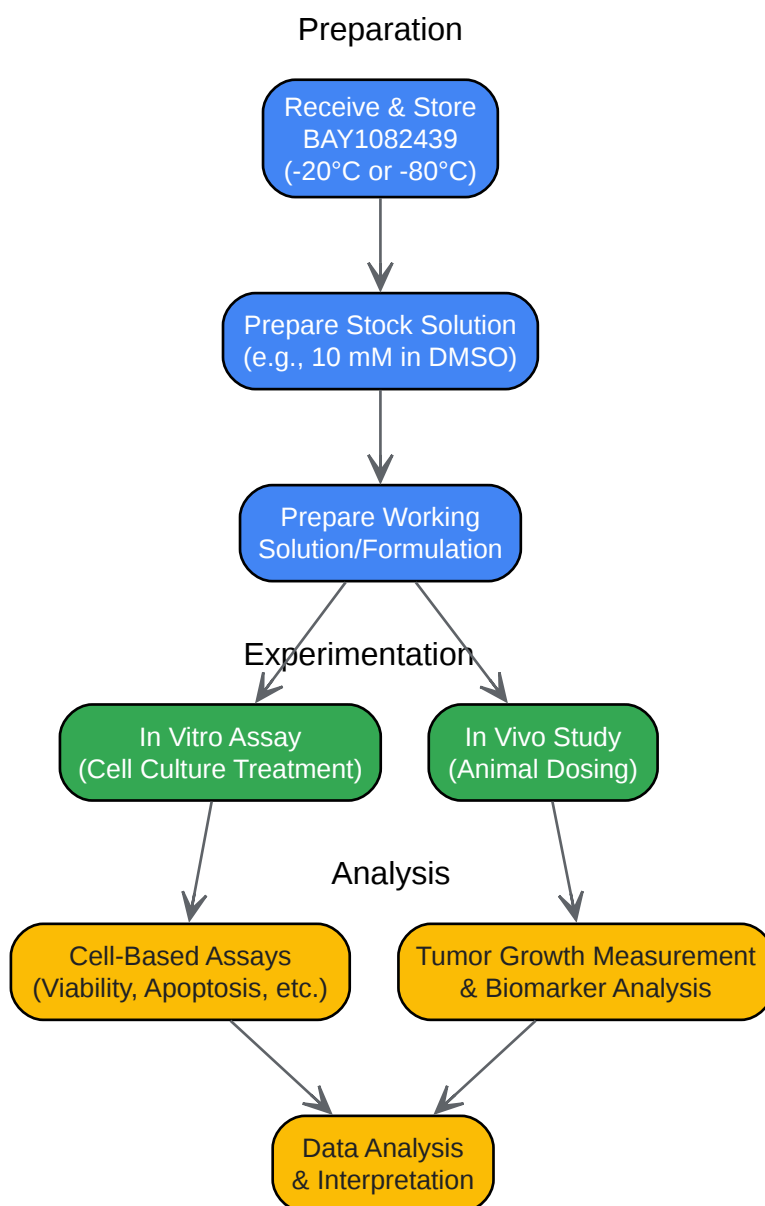 Preparation
Receive & Store
BAY1082439
(-20°C or -80°C)
Prepare Stock Solution
(e.g., 10 mM in DMSO)
Prepare Working
Solution/Formulation
Experimentation
In Vitro Assay
(Cell Culture Treatment)
In Vivo Study
(Animal Dosing)
Analysis
Cell-Based Assays
(Viability, Apoptosis, etc.)
Tumor Growth Measurement
& Biomarker Analysis
Data Analysis
& Interpretation